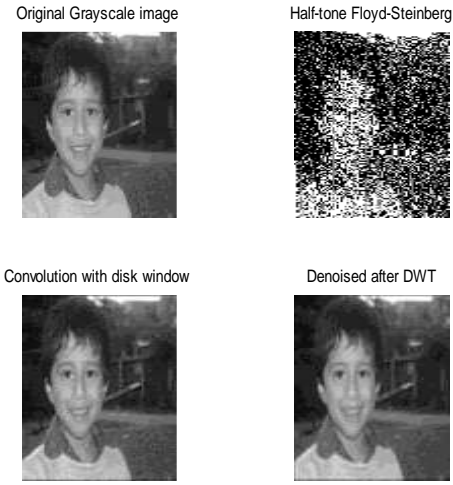 Original Grayscale image
Half-tone Floyd-Steinberg
Convolution with disk window
Denoised after DWT